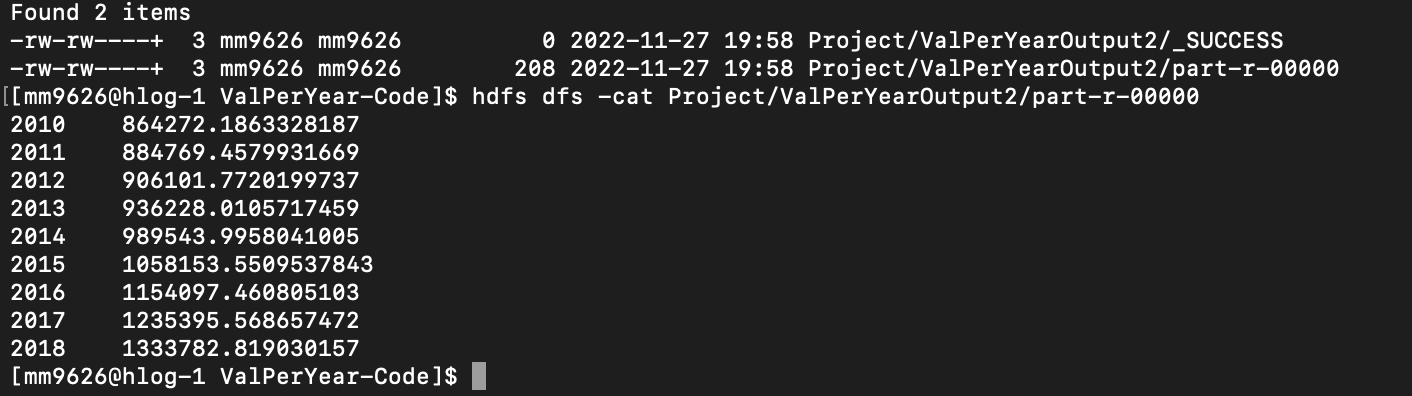 Found 2 items
-rw-rw----+  3 mm9626 mm9626          0 2022-11-27 19:58 Project/ValPerYearOutput2/_SUCCESS
-rw-rw----+  3 mm9626 mm9626        208 2022-11-27 19:58 Project/ValPerYearOutput2/part-r-00000
[[mm9626@hlog-1 ValPerYear-Code]$ hdfs dfs -cat Project/ValPerYearOutput2/part-r-00000
2010    864272.1863328187
2011    884769.4579931669
2012    906101.7720199737
2013    936228.0105717459
2014    989543.9958041005
2015    1058153.5509537843
2016    1154097.460805103
2017    1235395.568657472
2018    1333782.819030157
[mm9626@hlog-1 ValPerYear-Code]$